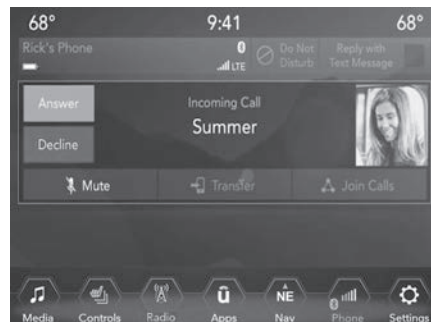 68° 9:41 68°
Rick's Phone
LTE
Do Not Disturb
Reply with Text Message
Answer
Decline
Incoming Call
Summer
Mute Transfer Join Calls
û NE
Media Controls Radio Apps Nav Phone Settings